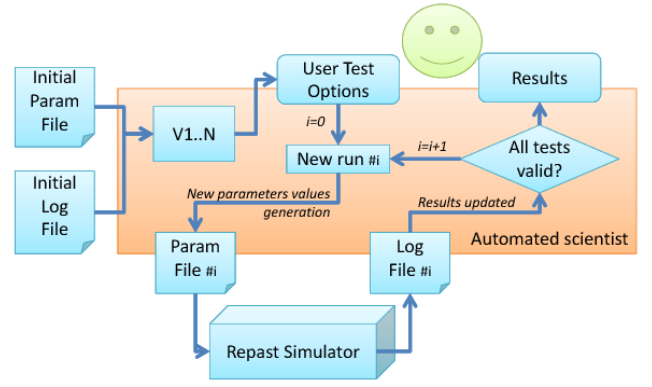 Initial
Param
File
Initial
Log
File
V1..N
User Test
Options
Results
i=0
New run #i
i=i+1
All tests
valid?
New parameters values
generation
Results updated
Automated scientist
Param
File #i
Log
File #i
Repast Simulator